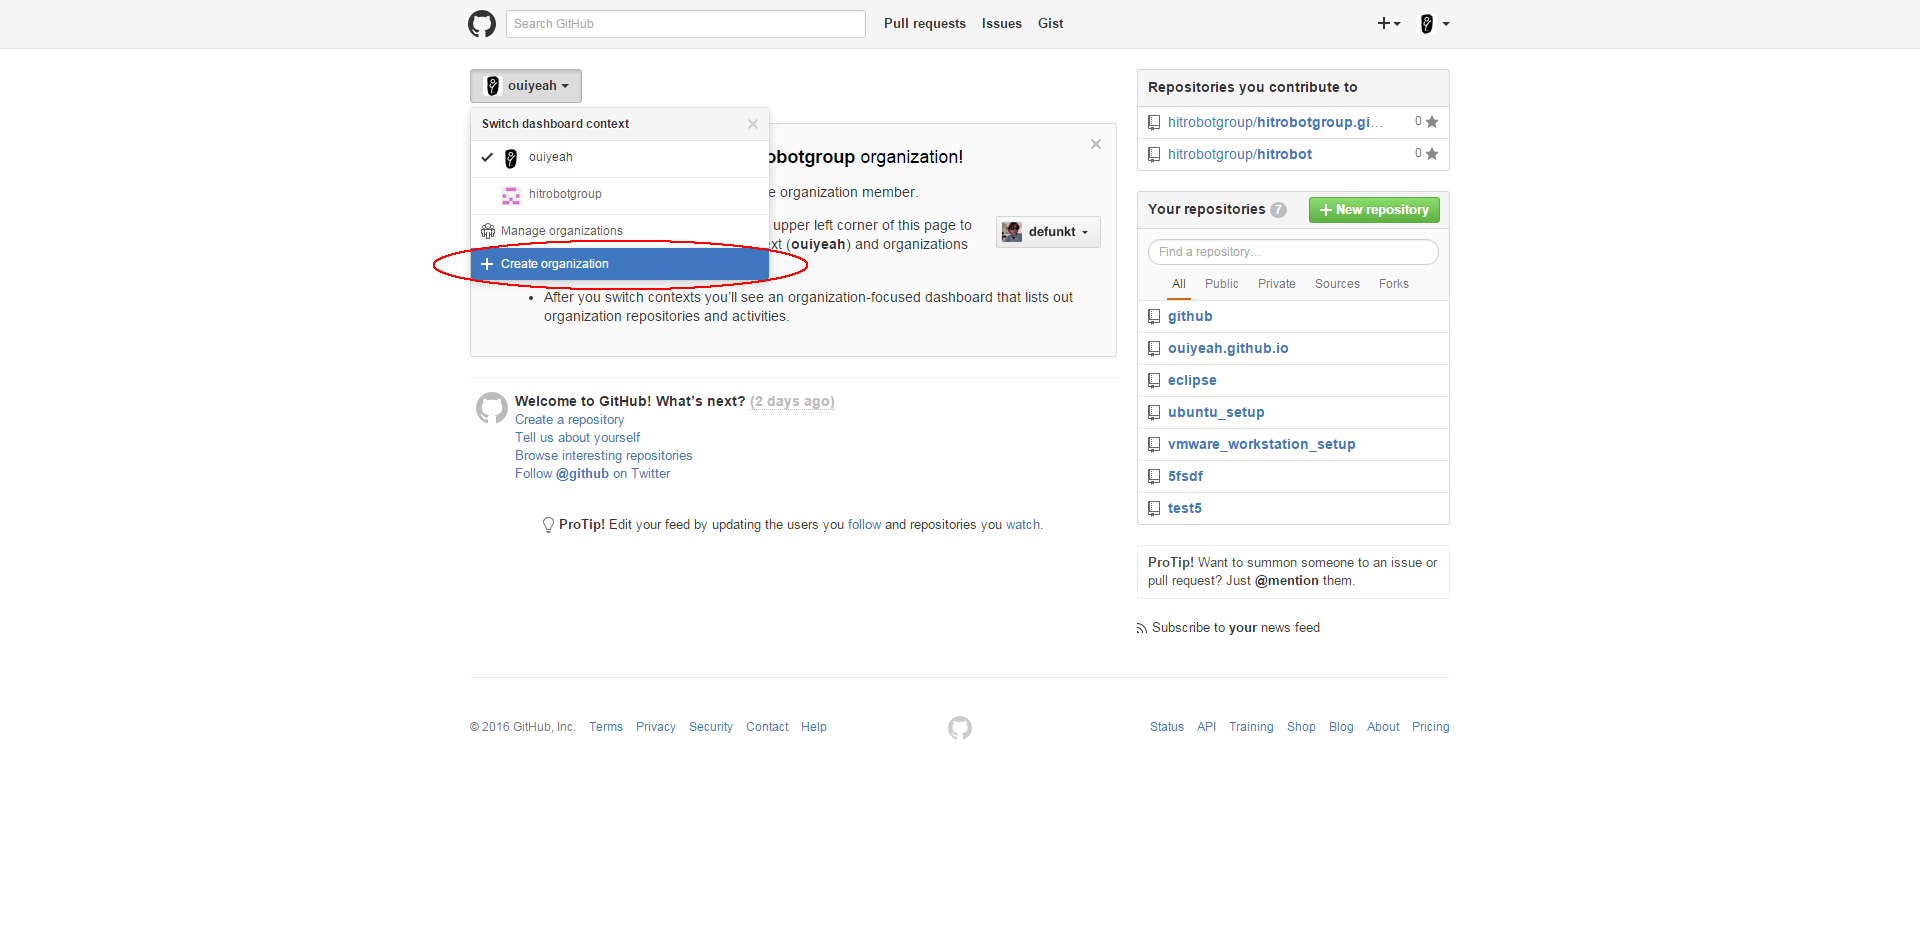 Search GitHub
Pull requests
Issues
Gist
ouiyeah
Switch dashboard context
ouiyeah
hitrobotgroup
Manage organizations
Create organization
obotgroup organization!
e organization member.
upper left corner of this page to
xt (ouiyeah) and organizations
defunkt
After you switch contexts you'll see an organization-focused dashboard that lists out
organization repositories and activities.
Welcome to GitHub! What's next? (2 days ago)
Create a repository
Tell us about yourself
Browse interesting repositories
Follow @github on Twitter
ProTip! Edit your feed by updating the users you follow and repositories you watch.
Repositories you contribute to
hitrobotgroup/hitrobotgroup.gi… 0
hitrobotgroup/hitrobot 0
Your repositories 7
New repository
Find a repository…
All Public Private Sources Forks
github
ouiyeah.github.io
eclipse
ubuntu_setup
vmware_workstation_setup
5fsdf
test5
ProTip! Want to summon someone to an issue or
pull request? Just @mention them.
Subscribe to your news feed
© 2016 GitHub, Inc. Terms Privacy Security Contact Help
Status API Training Shop Blog About Pricing